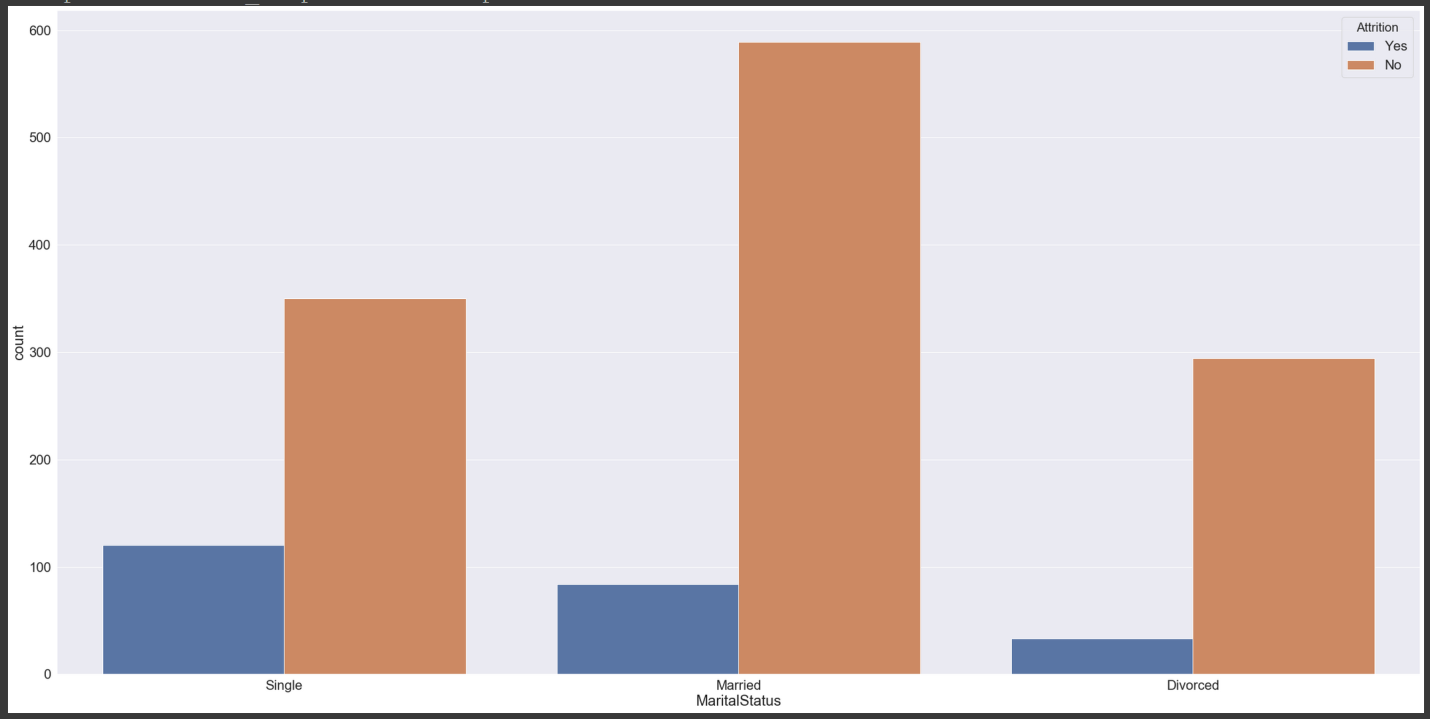 600
500
400
300
200
100
0
count
Single
Married
Divorced
MaritalStatus
Attrition
Yes
No